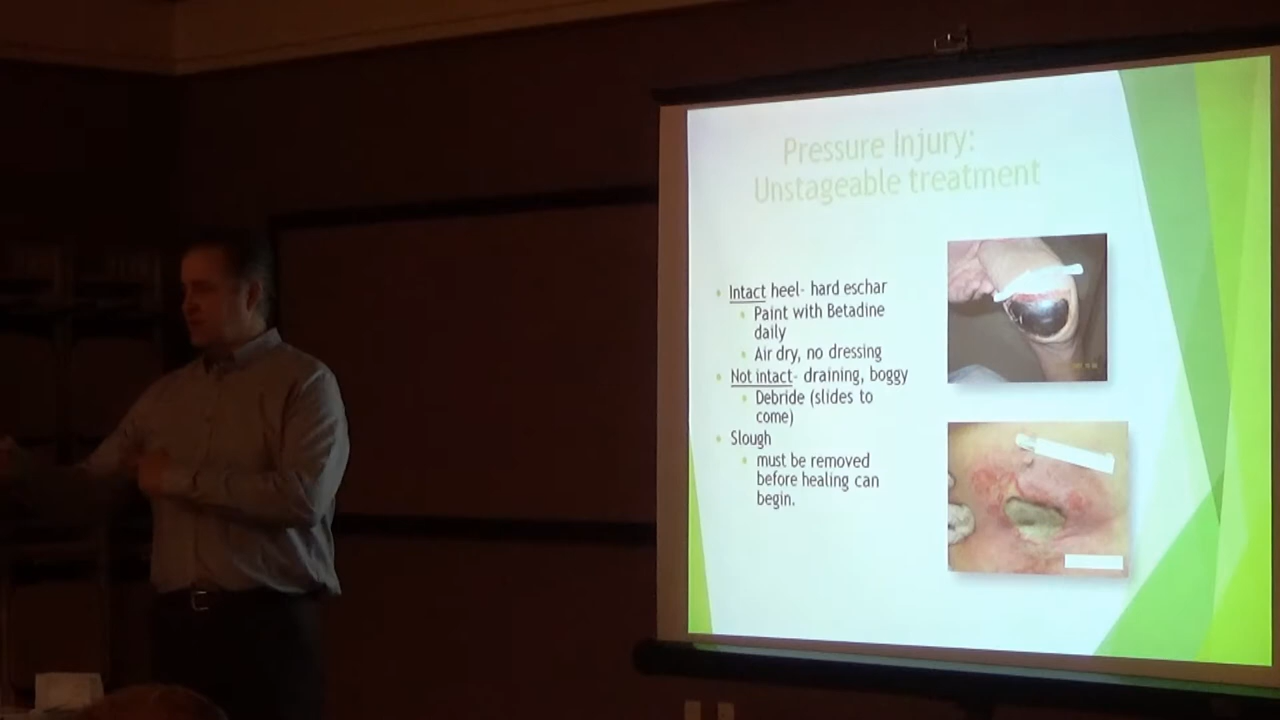 Pressure Injury:
Unstageable treatment
Intact heel- hard eschar
Paint with Betadine
daily
Air dry, no dressing
Not intact- draining, boggy
Debride (slides to
come)
Slough
must be removed
before healing can
begin.